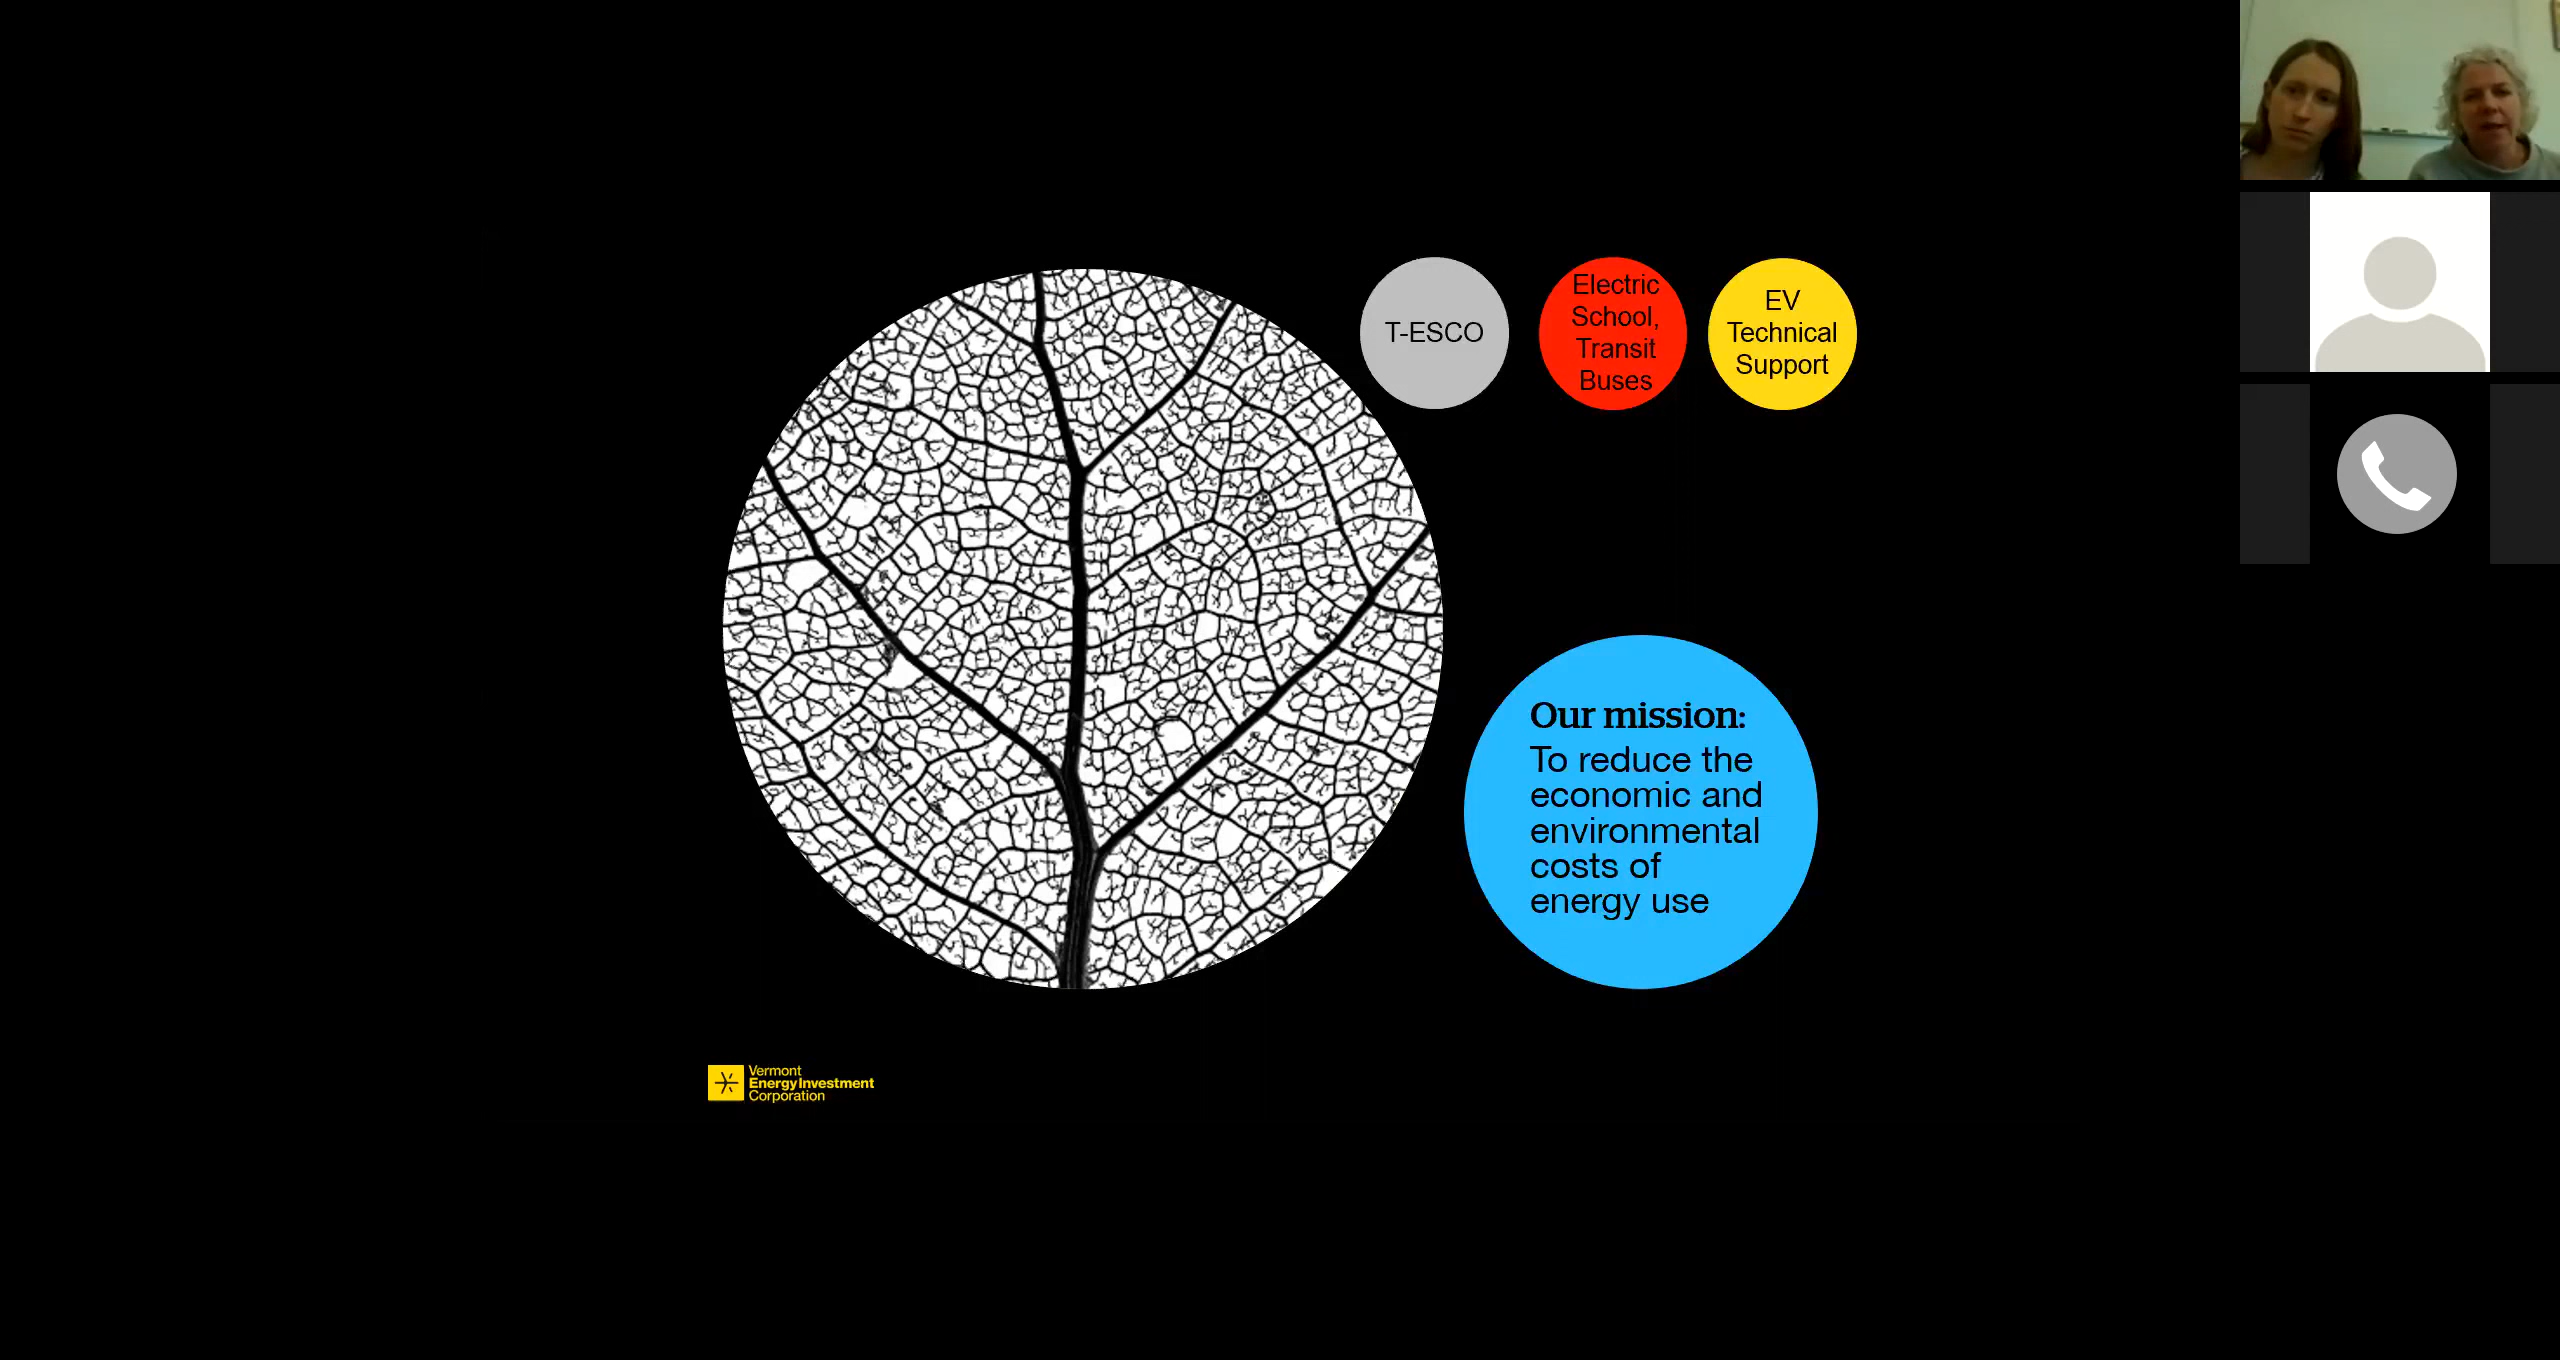 T-ESCO
Electric
School,
Transit
Buses
EV
Technical
Support
Our mission:
To reduce the
economic and
environmental
costs of
energy use
Vermont
Energy Investment
Corporation